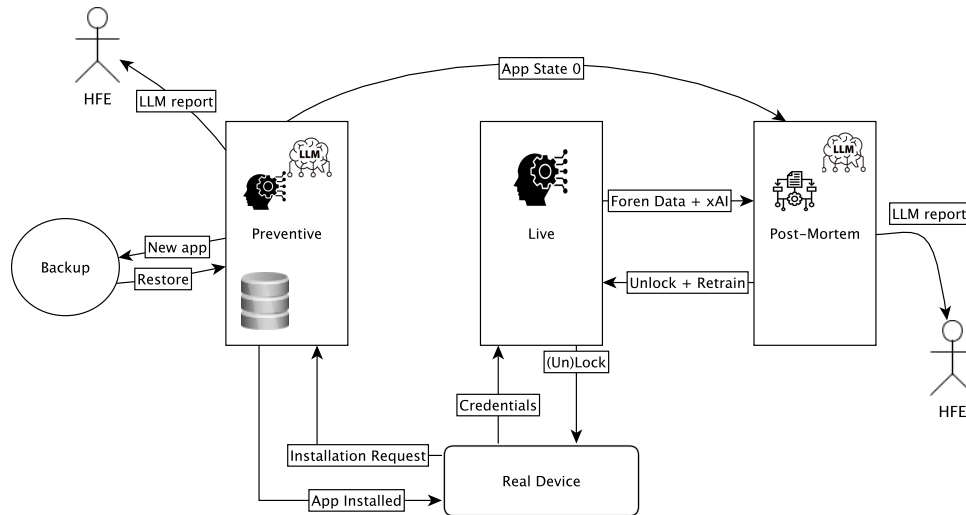 App State 0
HFE
LLM report
LLM
LLM
Foren Data + xAI
LLM report
Preventive
Live
Post-Mortem
New app
Backup
Restore
Unlock + Retrain
(Un)Lock
Credentials
HFE
Installation Request
Real Device
App Installed